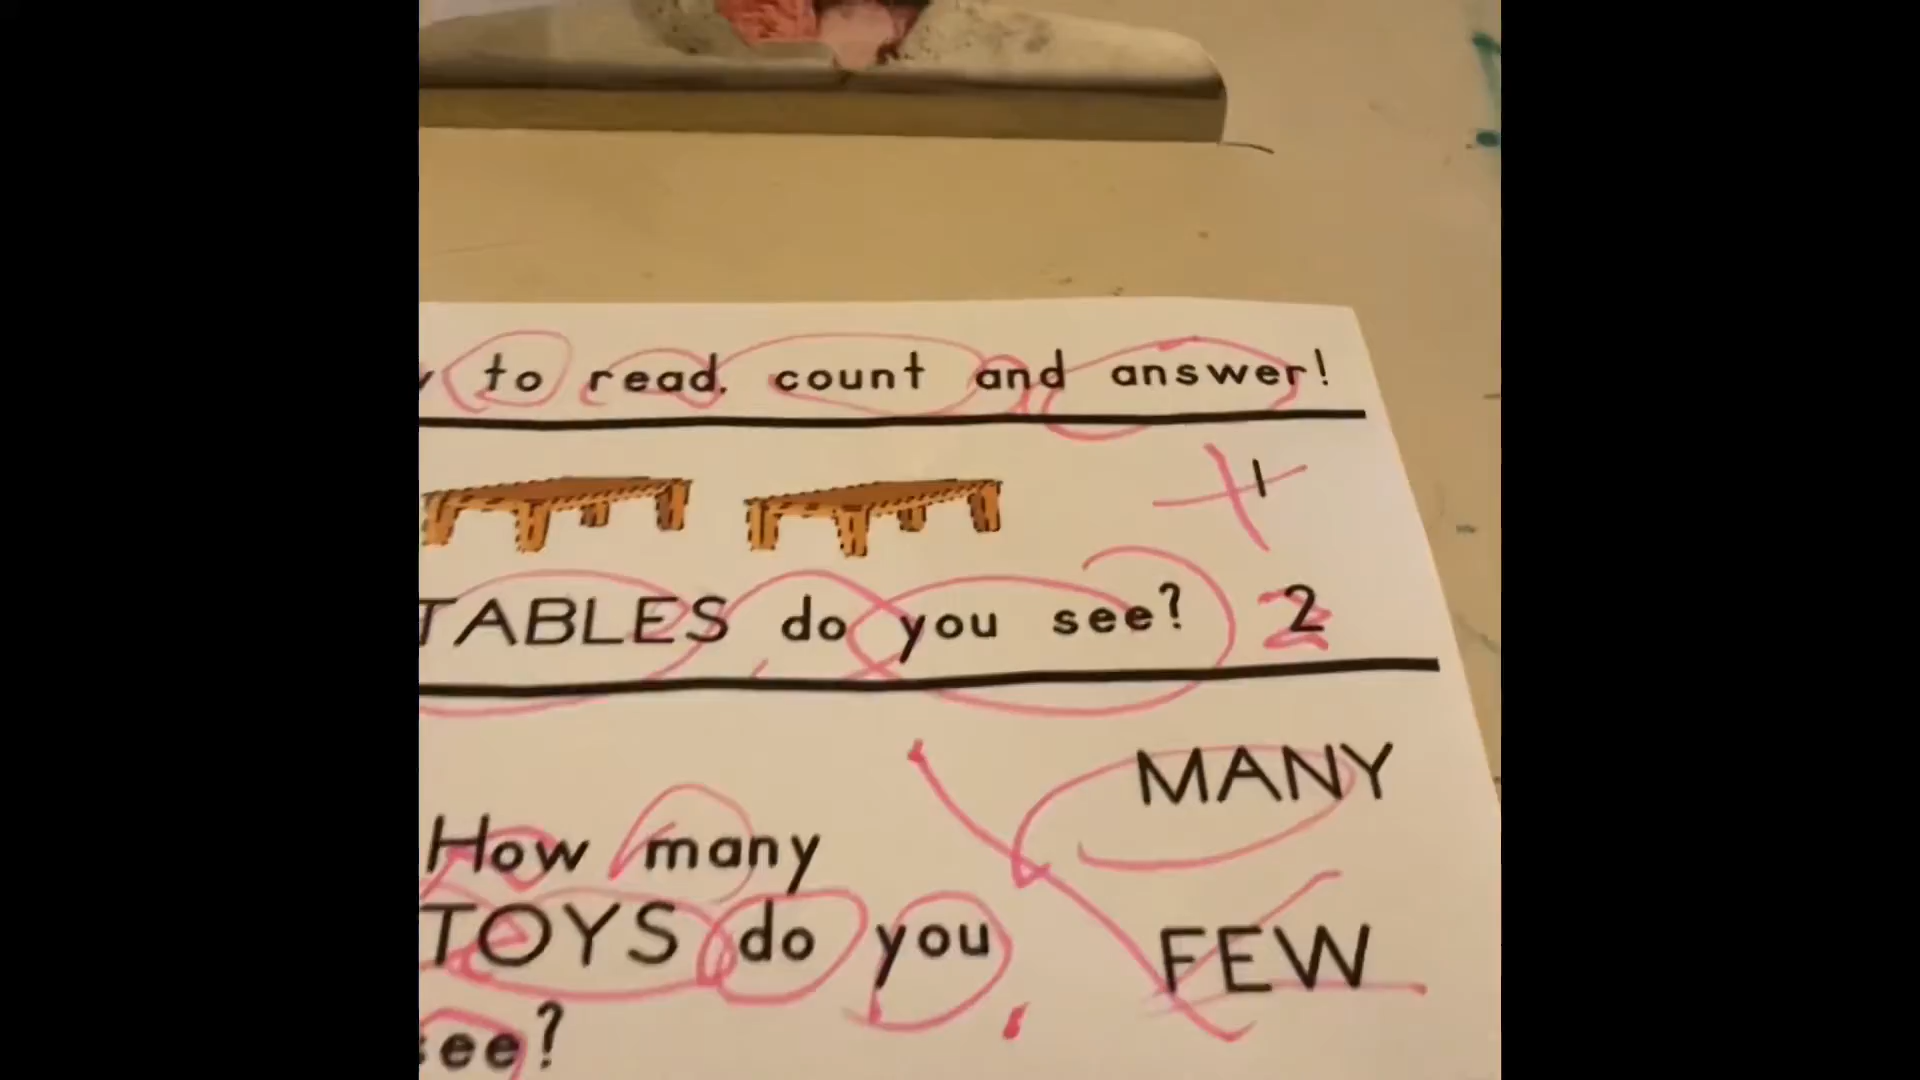 to read, count and answer!
1
TABLES do you see? 2
MANY
How many
TOYS do you
FEW
see?